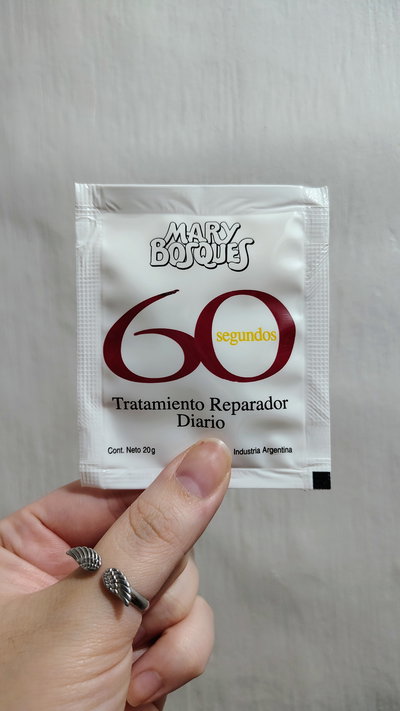 MARY
BOSQUES
60
segundos
Tratamiento Reparador
Diario
Cont. Neto 20g
Industria Argentina